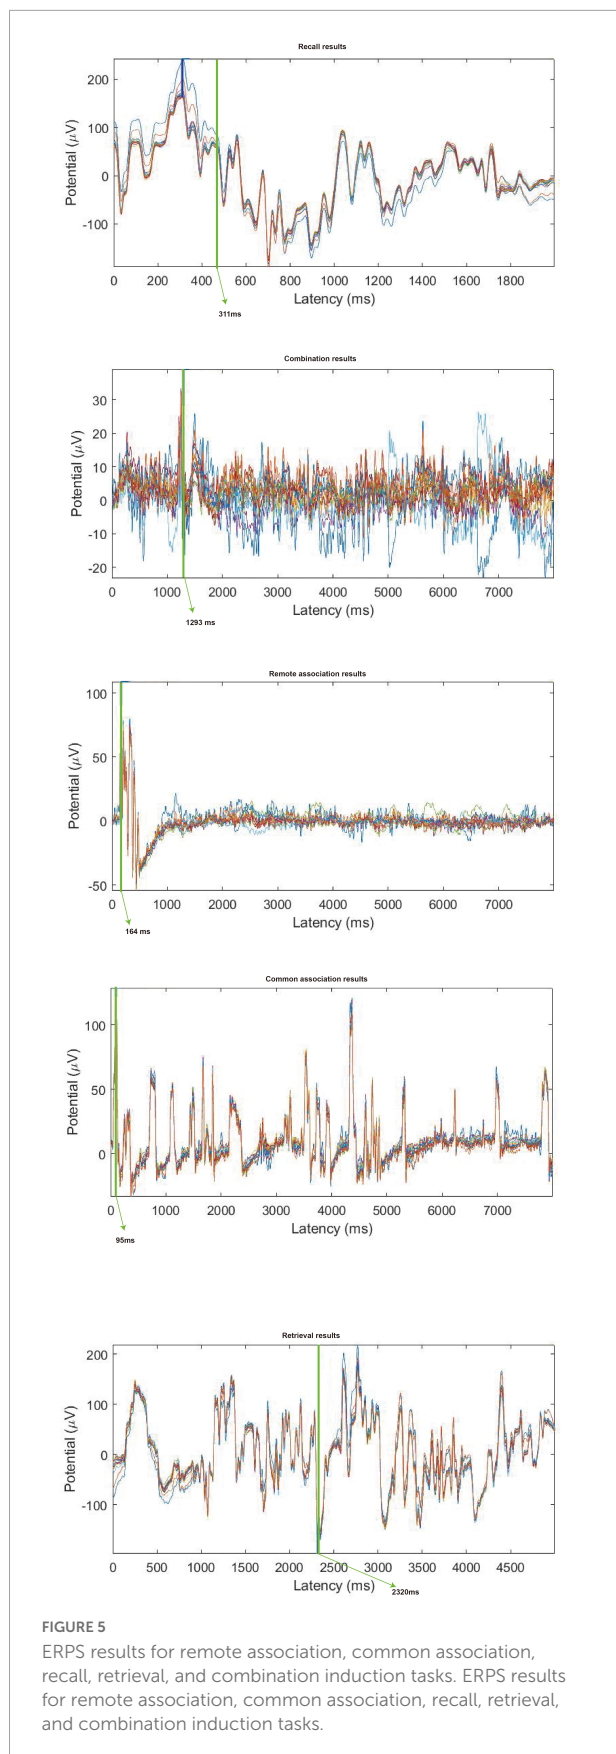 Recall results
200
100
0
-100
Potential (µV)
0 200 400 600 800 1000 1200 1400 1600 1800
Latency (ms)
311ms
Combination results
30
20
10
0
-10
-20
Potential (µV)
0 1000 2000 3000 4000 5000 6000 7000
Latency (ms)
1293 ms
Remote association results
100
50
0
-50
Potential (µV)
0 1000 2000 3000 4000 5000 6000 7000
Latency (ms)
164 ms
Common association results
100
50
0
Potential (µV)
0 1000 2000 3000 4000 5000 6000 7000
Latency (ms)
95ms
Retrieval results
200
100
0
-100
Potential (µV)
0 500 1000 1500 2000 2500 3000 3500 4000 4500
Latency (ms)
2320ms
FIGURE 5
ERPS results for remote association, common association,
recall, retrieval, and combination induction tasks. ERPS results
for remote association, common association, recall, retrieval,
and combination induction tasks.